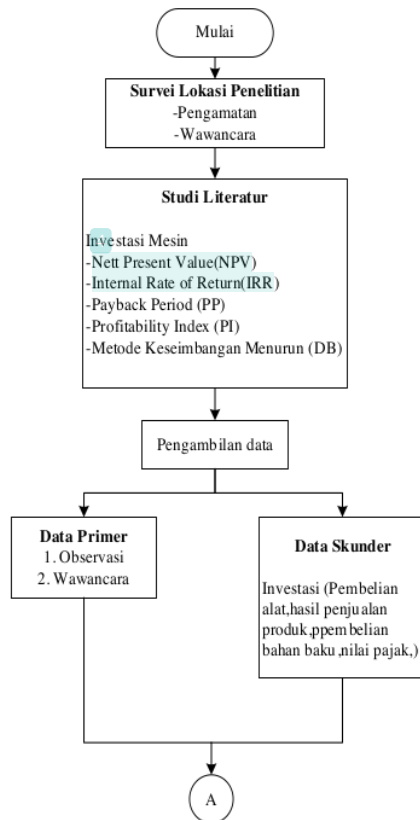 Mulai
Survei Lokasi Penelitian
-Pengamatan
-Wawancara
Studi Literatur
Investasi Mesin
-Nett Present Value(NPV)
-Internal Rate of Return(IRR)
-Payback Period (PP)
-Profitability Index (PI)
-Metode Keseimbangan Menurun (DB)
Pengambilan data
Data Primer
1. Observasi
2. Wawancara
Data Skunder
Investasi (Pembelian
alat,hasil penjualan
produk,ppembelian
bahan baku ,nilai pajak,)
A